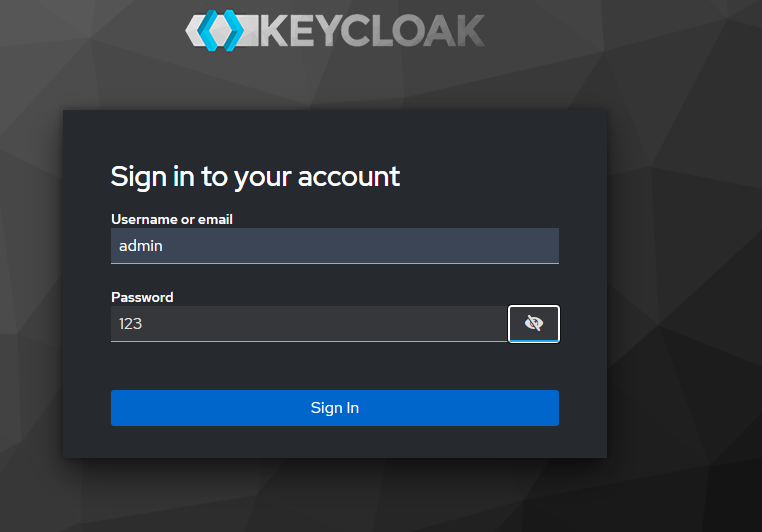 KEYCLOAK
Sign in to your account
Username or email
admin
Password
123
Sign In